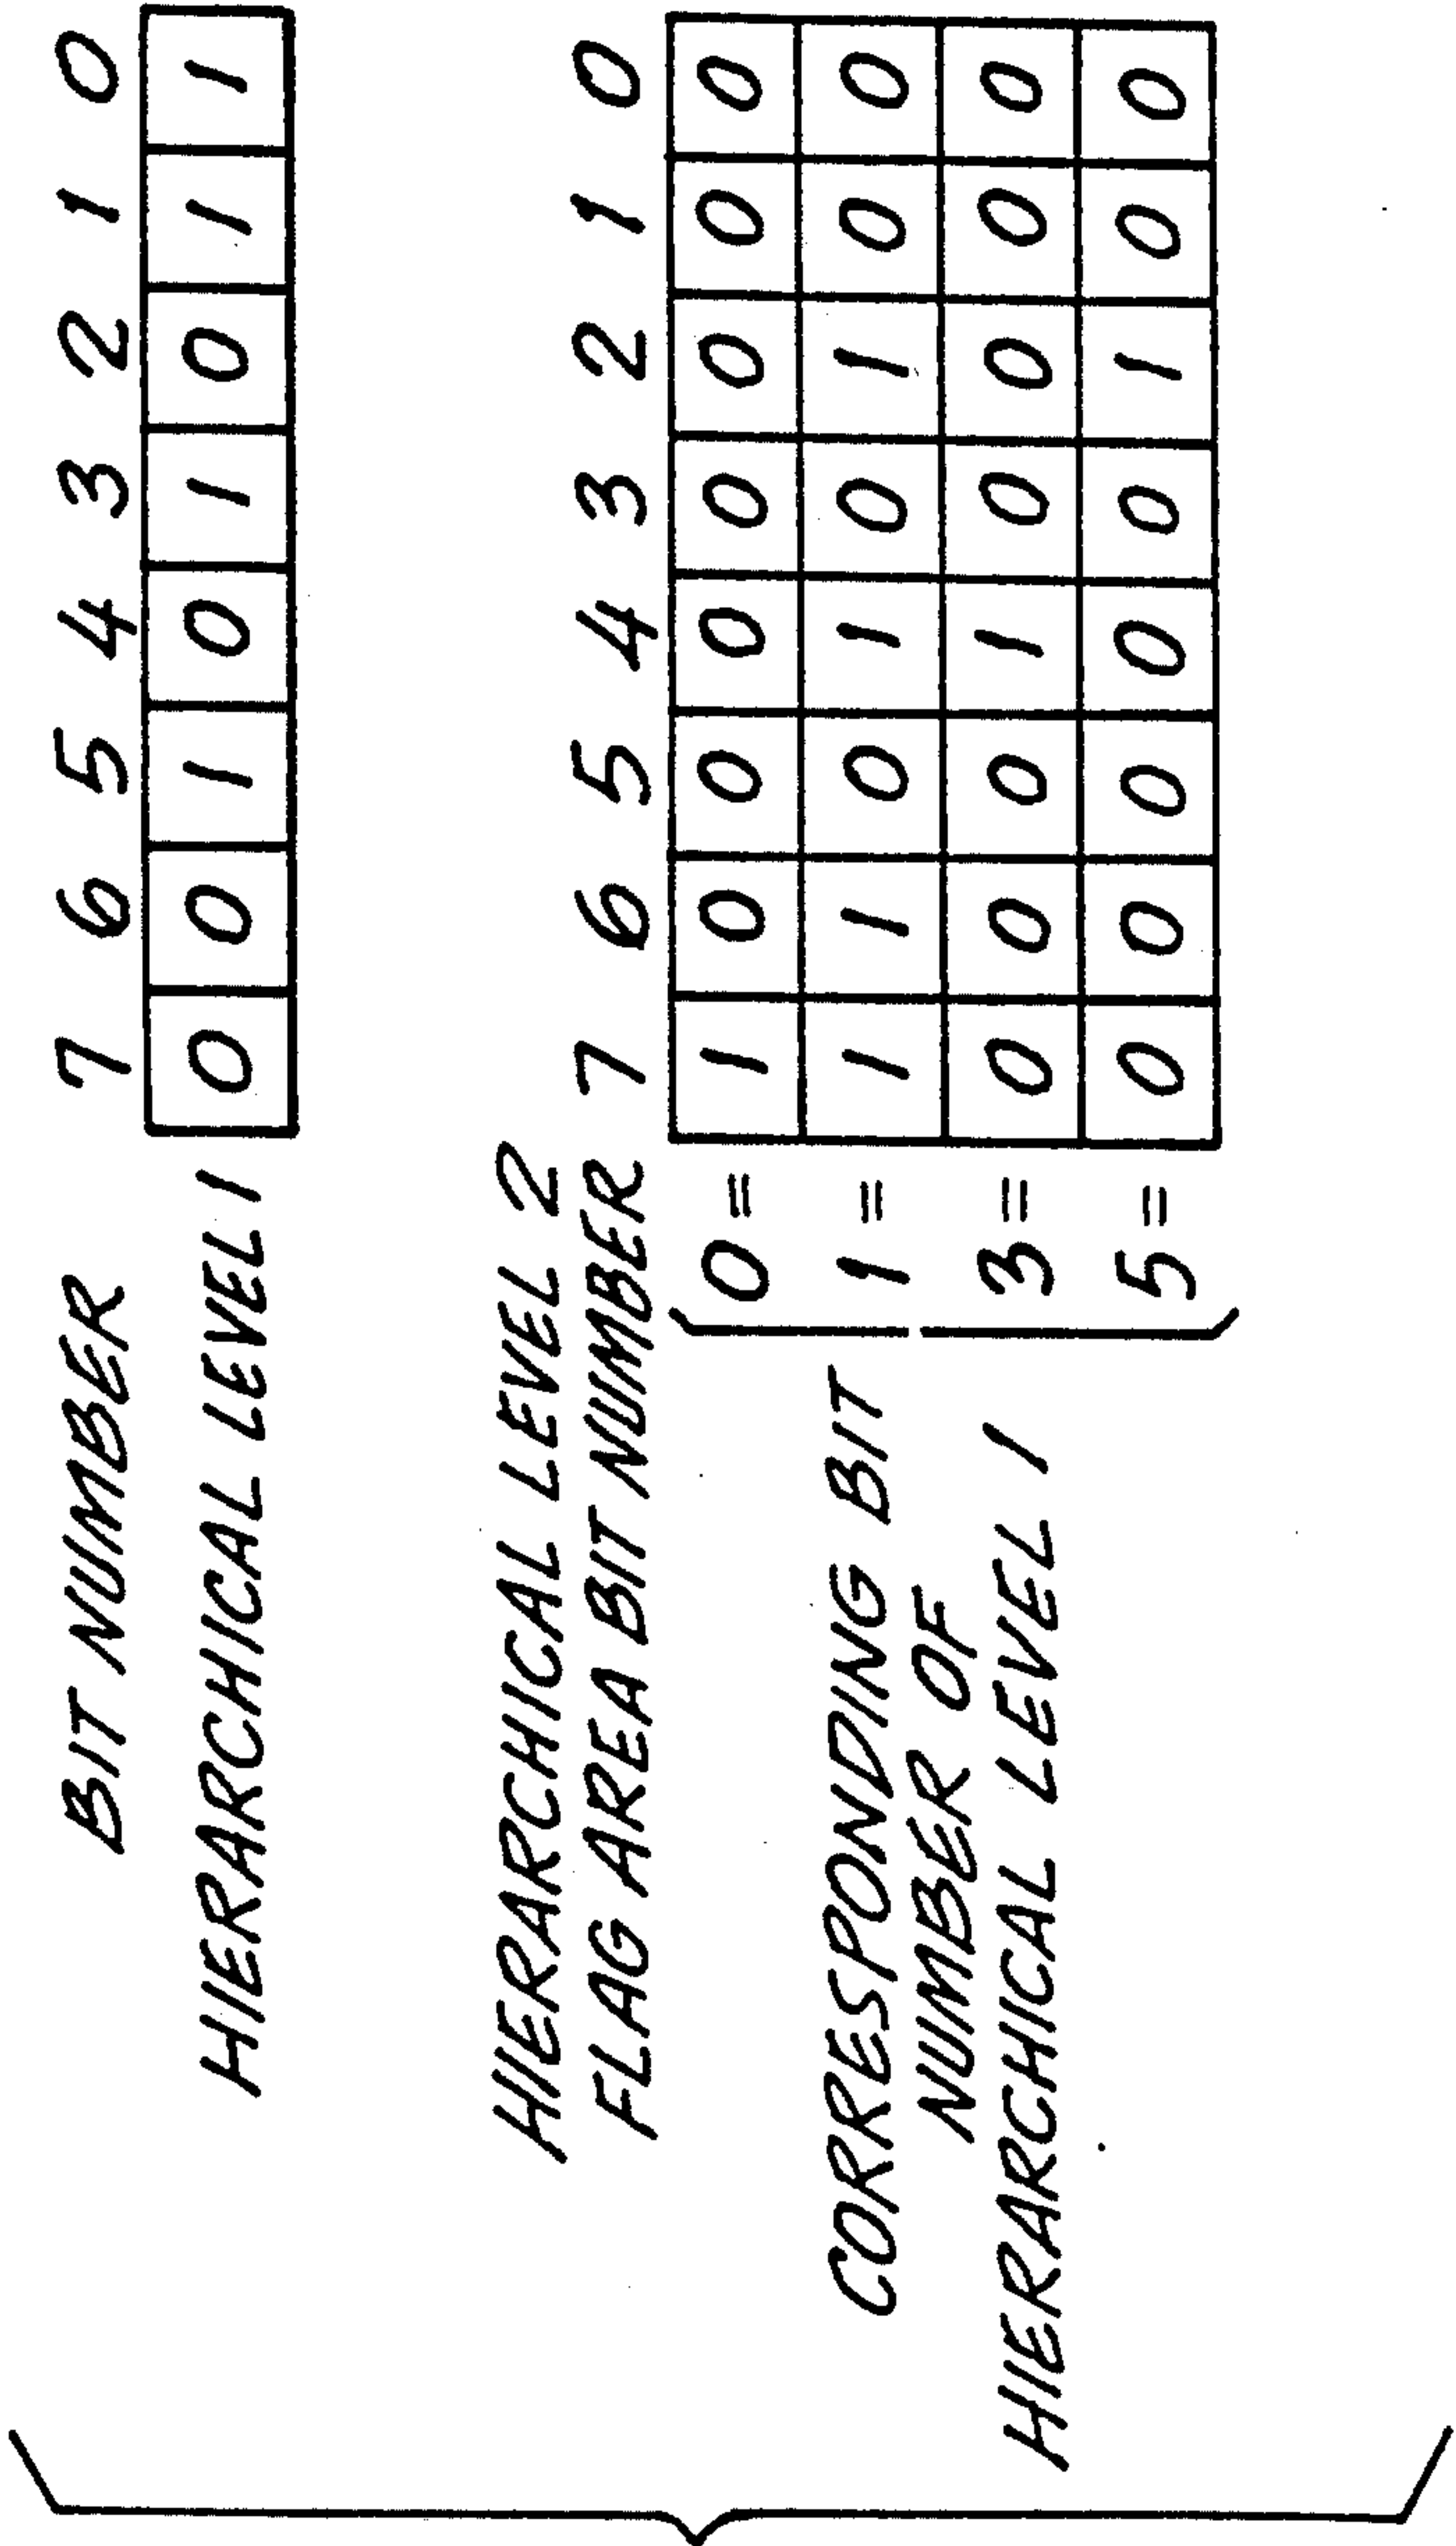 BIT NUMBER 7 6 5 4 3 2 1 0
HIERARCHICAL LEVEL 1 0 0 1 0 1 0 1 1
HIERARCHICAL LEVEL 2
FLAG AREA BIT NUMBER 7 6 5 4 3 2 1 0
0 = 1 0 0 0 0 0 0 0
CORRESPONDING BIT 1 = 1 1 0 1 0 1 0 0
NUMBER OF
HIERARCHICAL LEVEL 1 3 = 0 0 0 1 0 0 0 0
5 = 0 0 0 0 0 1 0 0